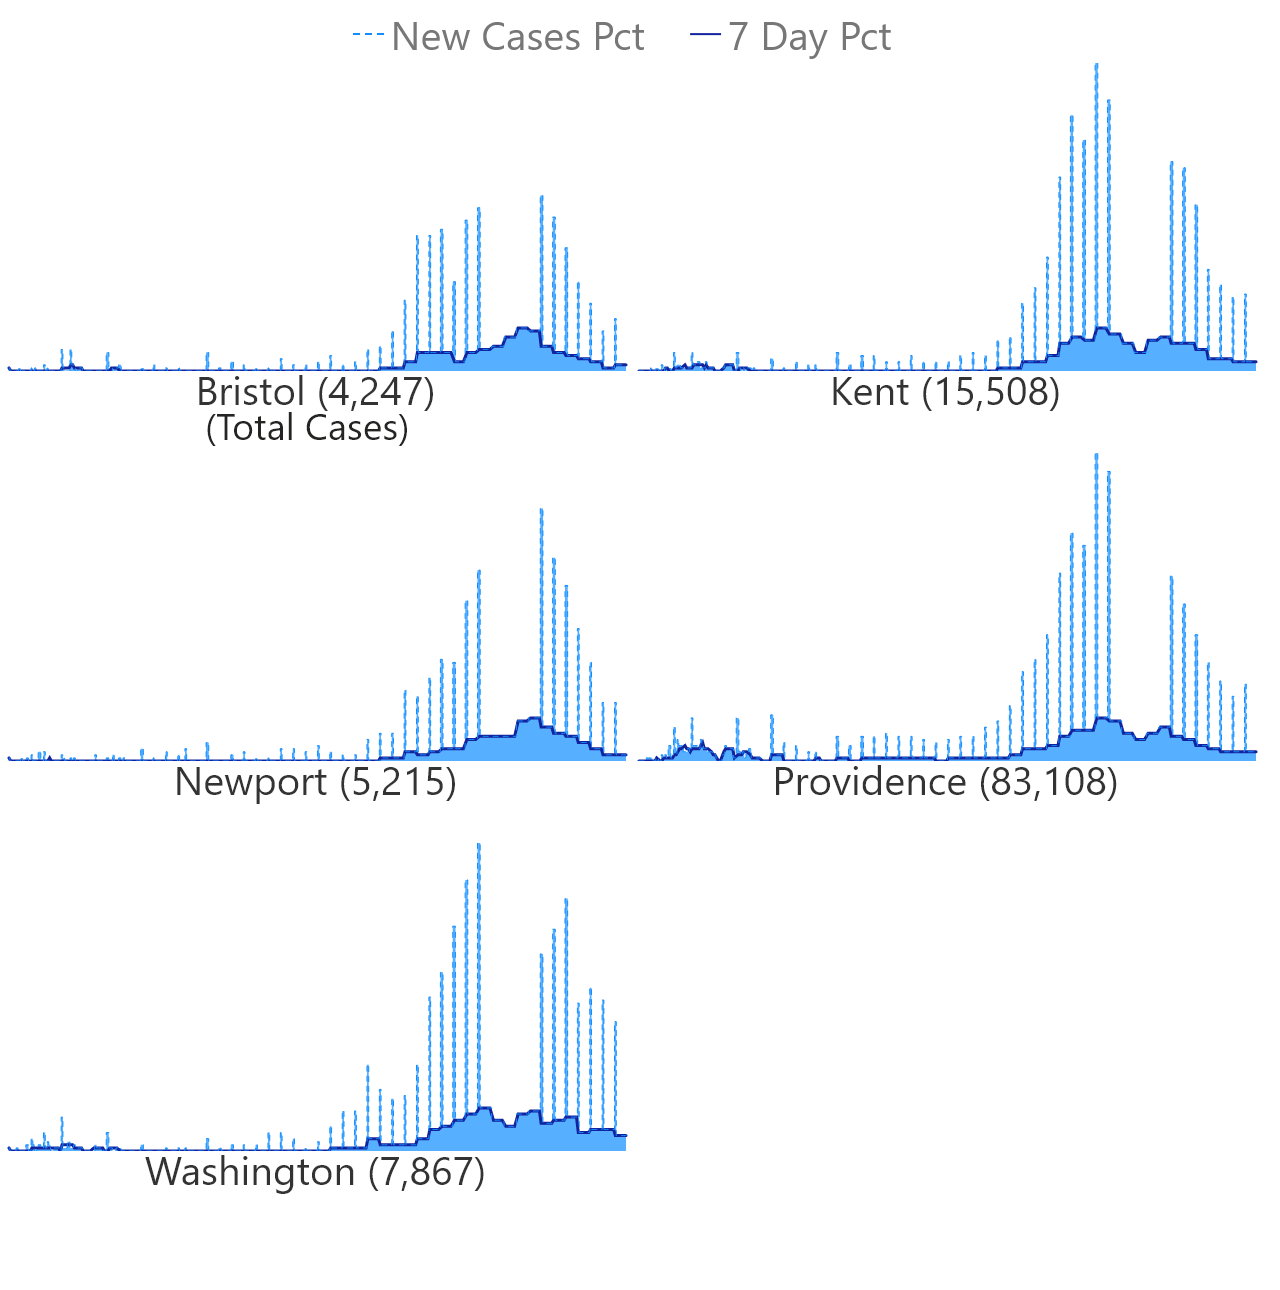 New Cases Pct 7 Day Pct
Bristol (4,247)
(Total Cases)
Kent (15,508)
Newport (5,215)
Providence (83,108)
Washington (7,867)